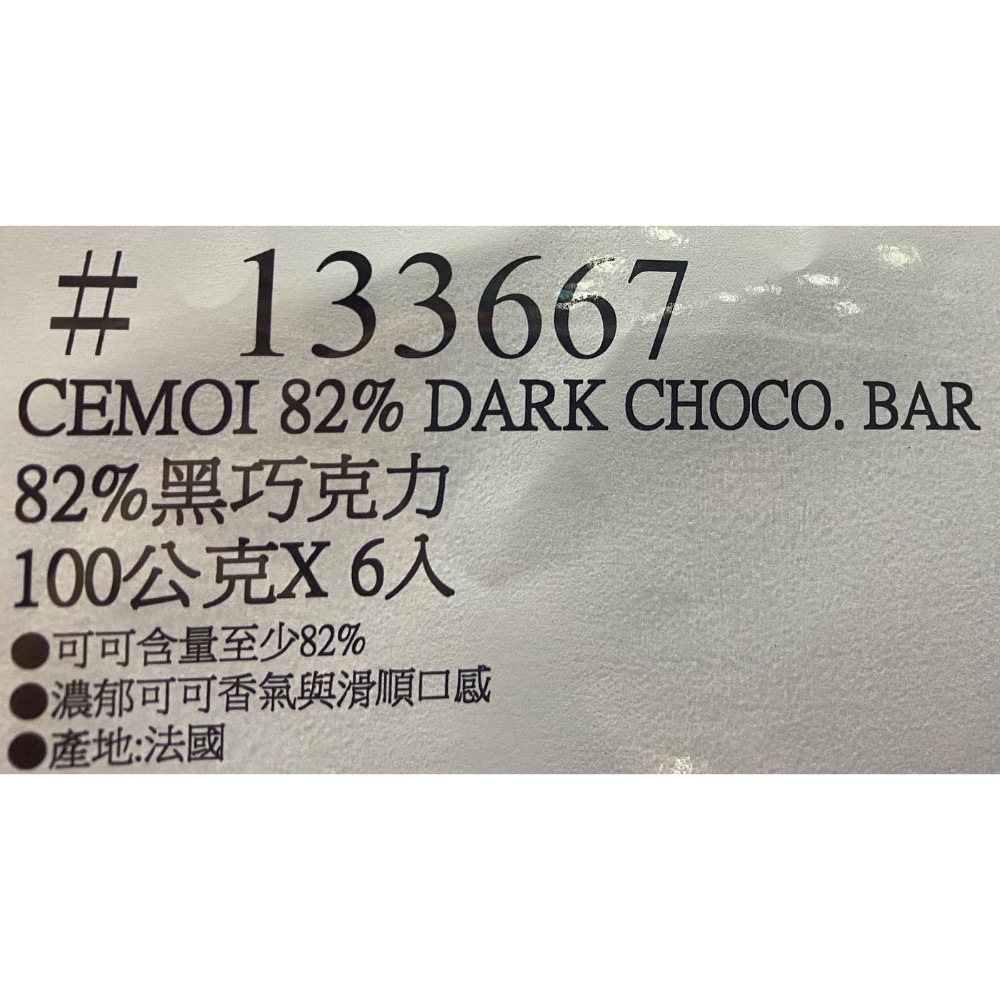 # 133667
CEMOI 82% DARK CHOCO. BAR
82%黑巧克力
100公克X 6入
●可可含量至少82%
●濃郁可可香氣與滑順口感
●產地:法國